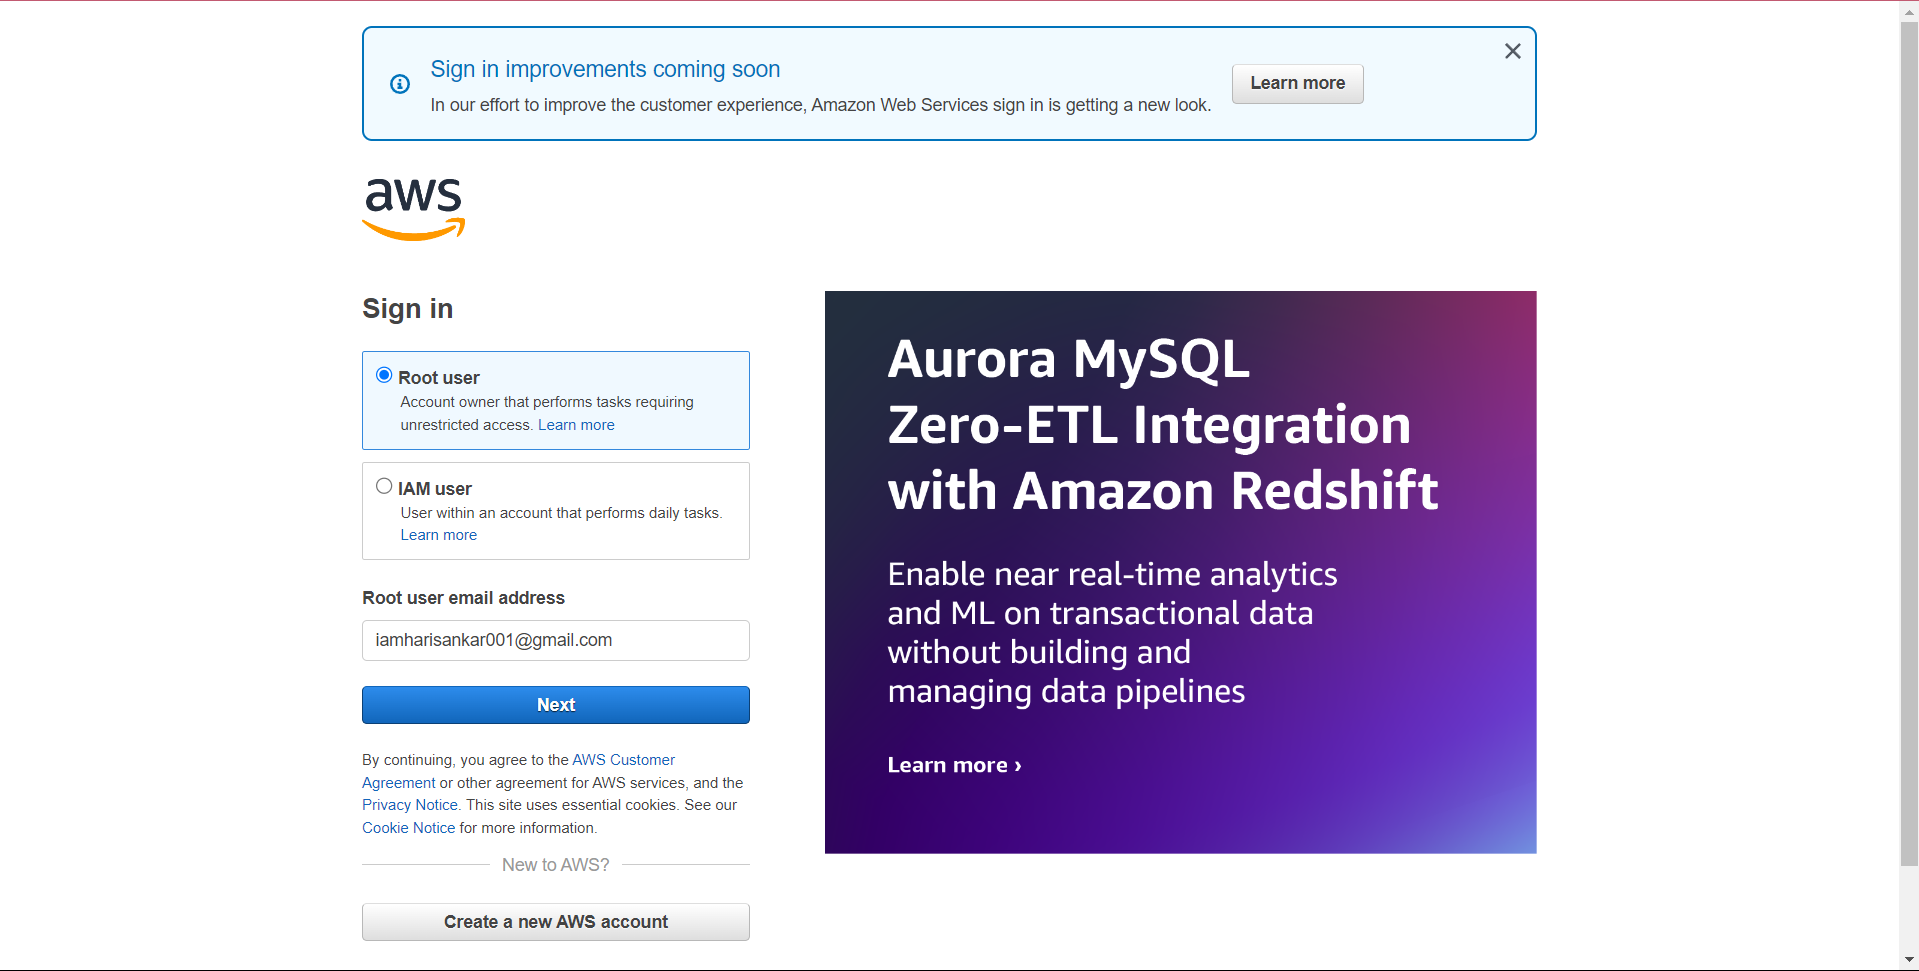 Sign in improvements coming soon
In our effort to improve the customer experience, Amazon Web Services sign in is getting a new look.
Learn more
aws
Sign in
Root user
Account owner that performs tasks requiring
unrestricted access. Learn more
IAM user
User within an account that performs daily tasks.
Learn more
Root user email address
iamharisankar001@gmail.com
Next
By continuing, you agree to the AWS Customer
Agreement or other agreement for AWS services, and the
Privacy Notice. This site uses essential cookies. See our
Cookie Notice for more information.
New to AWS?
Create a new AWS account
Aurora MySQL
Zero-ETL Integration
with Amazon Redshift
Enable near real-time analytics
and ML on transactional data
without building and
managing data pipelines
Learn more ›